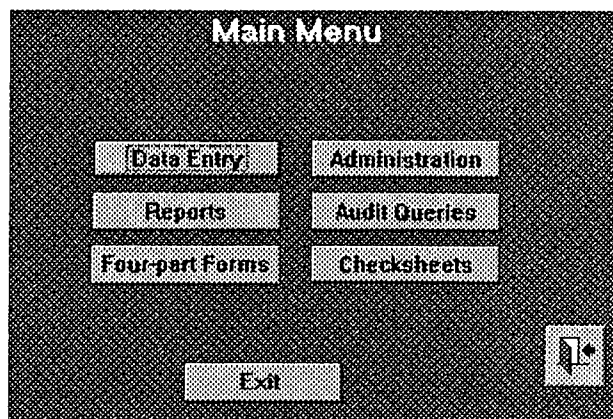 Main Menu
Data Entry
Administration
Reports
Audit Queries
Four-part Forms
Checksheets
Exit